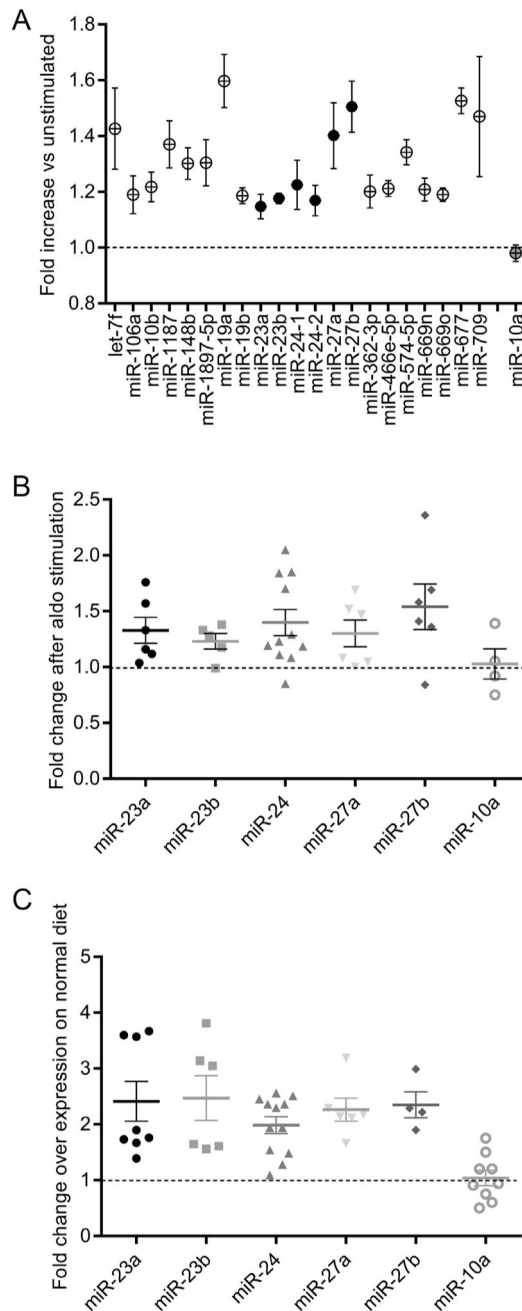 A
Fold increase vs unstimulated
1.8
1.6
1.4
1.2
1.0
0.8
let-7f
miR-106a
miR-10b
miR-1187
miR-148b
miR-1897-5p
miR-19a
miR-19b
miR-23a
miR-23b
miR-24-1
miR-24-2
miR-27a
miR-27b
miR-362-3p
miR-466e-5p
miR-574-5p
miR-669n
miR-669o
miR-677
miR-709
miR-10a
B
Fold change after aldo stimulation
2.5
2.0
1.5
1.0
0.5
0.0
miR-23a
miR-23b
miR-24
miR-27a
miR-27b
miR-10a
C
Fold change over expression on normal diet
5
4
3
2
1
0
miR-23a
miR-23b
miR-24
miR-27a
miR-27b
miR-10a